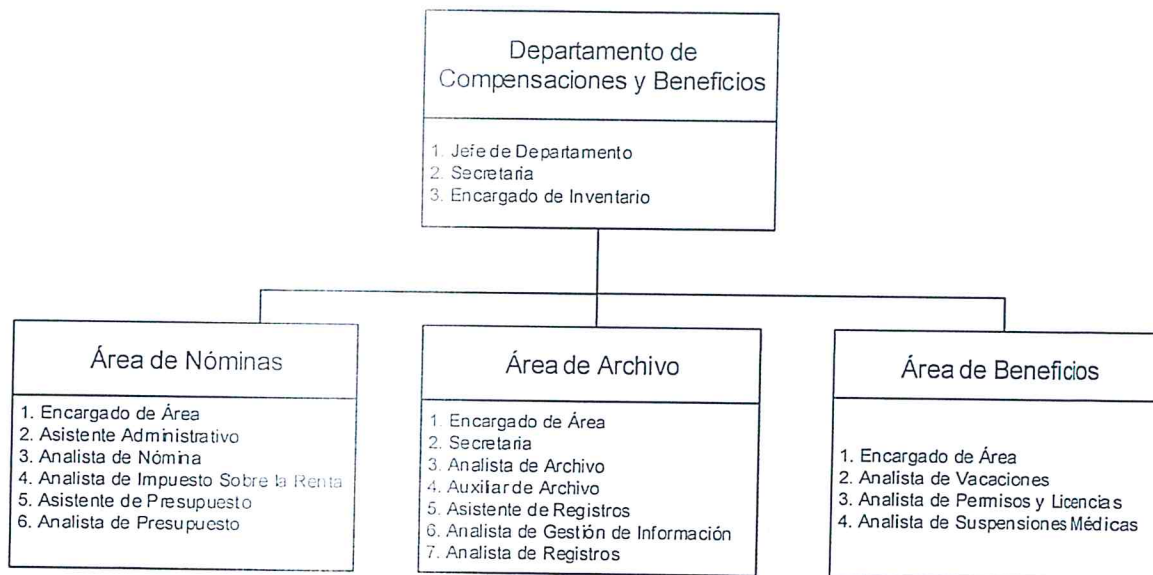 Departamento de
Compensaciones y Beneficios
1. Jefe de Departamento
2. Secretaria
3. Encargado de Inventario
Área de Nóminas
1. Encargado de Área
2. Asistente Administrativo
3. Analista de Nómina
4. Analista de Impuesto Sobre la Renta
5. Asistente de Presupuesto
6. Analista de Presupuesto
Área de Archivo
1. Encargado de Área
2. Secretaria
3. Analista de Archivo
4. Auxiliar de Archivo
5. Asistente de Registros
6. Analista de Gestión de Información
7. Analista de Registros
Área de Beneficios
1. Encargado de Área
2. Analista de Vacaciones
3. Analista de Permisos y Licencias
4. Analista de Suspensiones Médicas